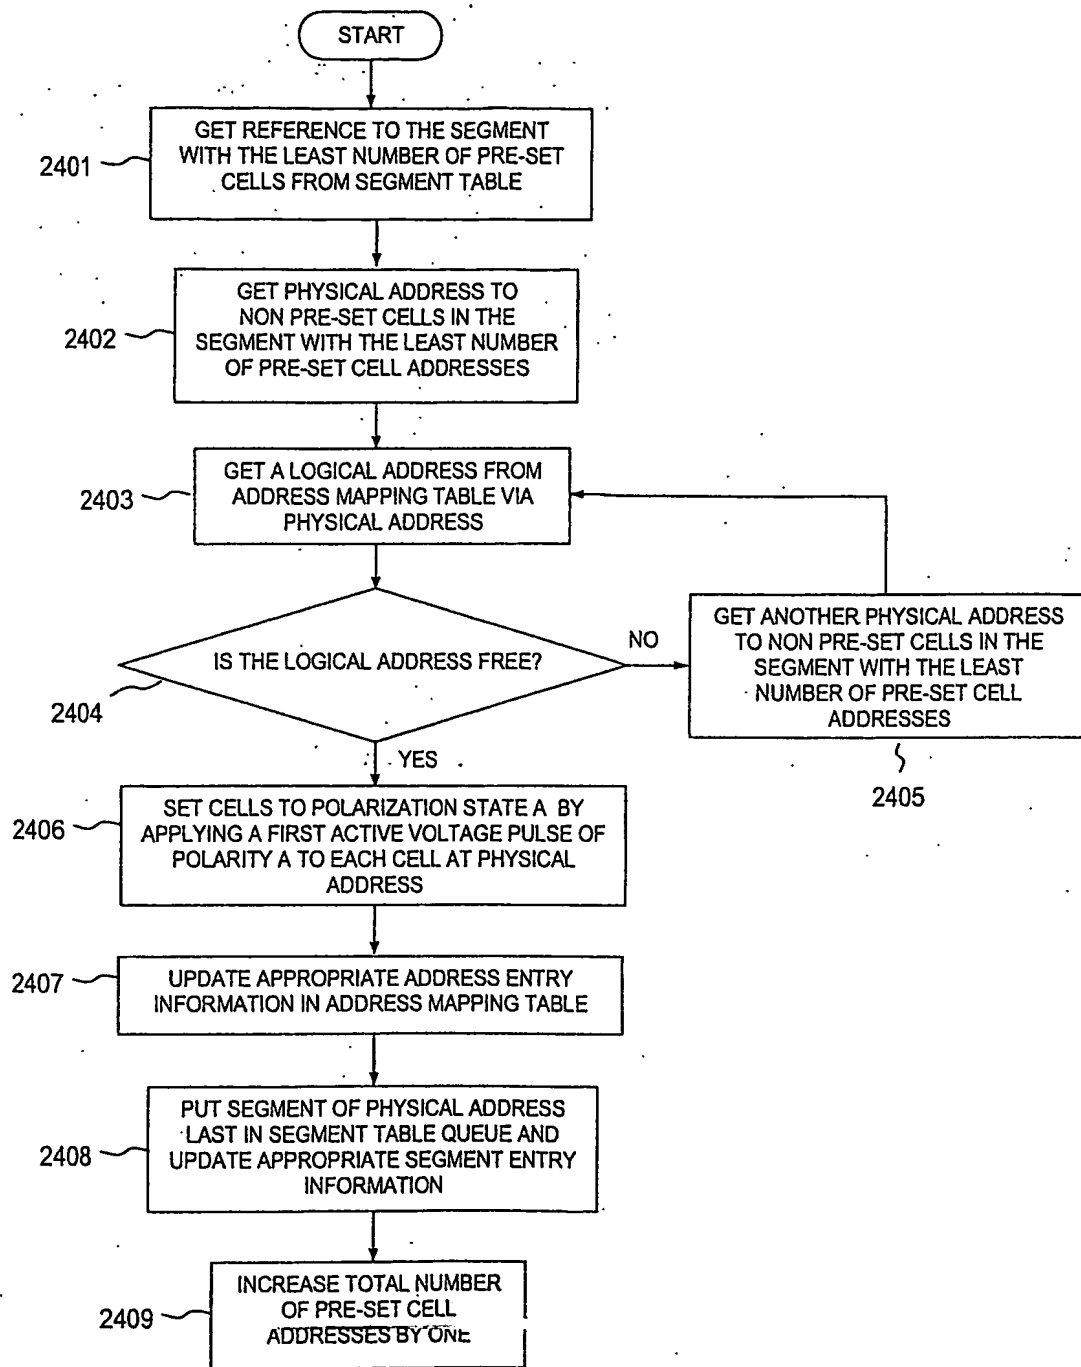 START
2401
GET REFERENCE TO THE SEGMENT
WITH THE LEAST NUMBER OF PRE-SET
CELLS FROM SEGMENT TABLE
2402
GET PHYSICAL ADDRESS TO
NON PRE-SET CELLS IN THE
SEGMENT WITH THE LEAST NUMBER
OF PRE-SET CELL ADDRESSES
2403
GET A LOGICAL ADDRESS FROM
ADDRESS MAPPING TABLE VIA
PHYSICAL ADDRESS
2404
IS THE LOGICAL ADDRESS FREE?
NO
GET ANOTHER PHYSICAL ADDRESS
TO NON PRE-SET CELLS IN THE
SEGMENT WITH THE LEAST
NUMBER OF PRE-SET CELL
ADDRESSES
2405
YES
2406
SET CELLS TO POLARIZATION STATE A BY
APPLYING A FIRST ACTIVE VOLTAGE PULSE OF
POLARITY A TO EACH CELL AT PHYSICAL
ADDRESS
2407
UPDATE APPROPRIATE ADDRESS ENTRY
INFORMATION IN ADDRESS MAPPING TABLE
2408
PUT SEGMENT OF PHYSICAL ADDRESS
LAST IN SEGMENT TABLE QUEUE AND
UPDATE APPROPRIATE SEGMENT ENTRY
INFORMATION
2409
INCREASE TOTAL NUMBER
OF PRE-SET CELL
ADDRESSES BY ONE